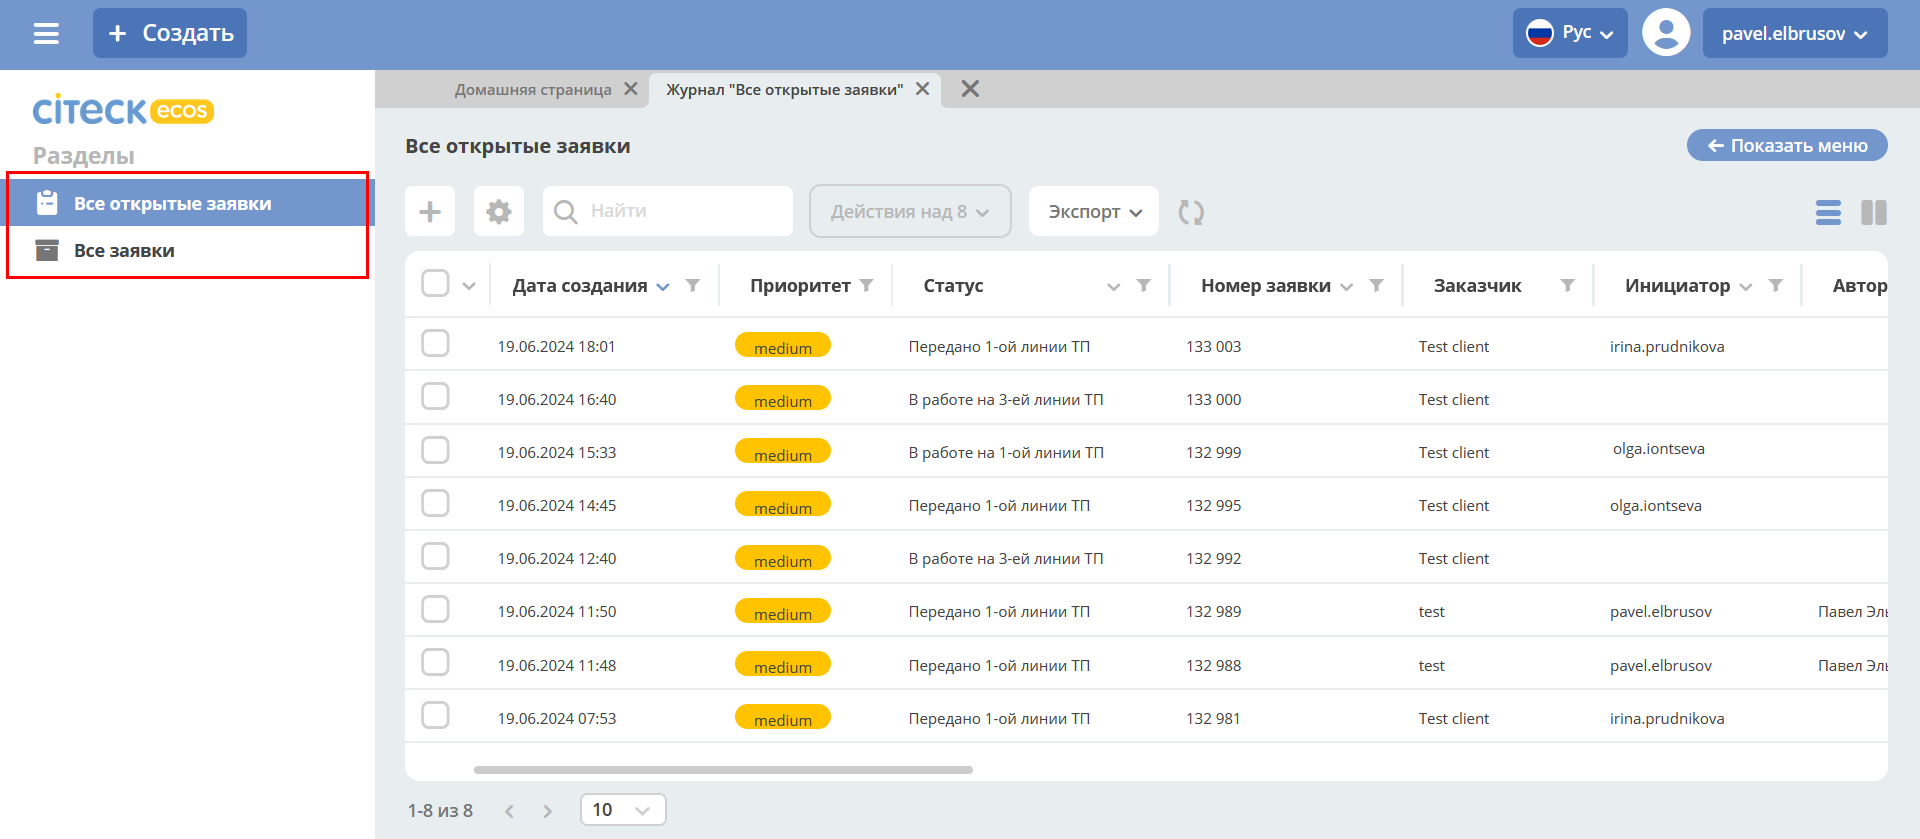 + Создать
Рус
pavel.elbrusov
citeck ecos
Разделы
Все открытые заявки
Все заявки
Домашняя страница
Журнал "Все открытые заявки"
Все открытые заявки
Показать меню
Найти
Действия над 8
Экспорт
Дата создания Приоритет Статус Номер заявки Заказчик Инициатор Автор
19.06.2024 18:01 medium Передано 1-ой линии ТП 133 003 Test client irina.prudnikova
19.06.2024 16:40 medium В работе на 3-ей линии ТП 133 000 Test client
19.06.2024 15:33 medium В работе на 1-ой линии ТП 132 999 Test client olga.iontseva
19.06.2024 14:45 medium Передано 1-ой линии ТП 132 995 Test client olga.iontseva
19.06.2024 12:40 medium В работе на 3-ей линии ТП 132 992 Test client
19.06.2024 11:50 medium Передано 1-ой линии ТП 132 989 test pavel.elbrusov Павел Эль
19.06.2024 11:48 medium Передано 1-ой линии ТП 132 988 test pavel.elbrusov Павел Эль
19.06.2024 07:53 medium Передано 1-ой линии ТП 132 981 Test client irina.prudnikova
1-8 из 8
10